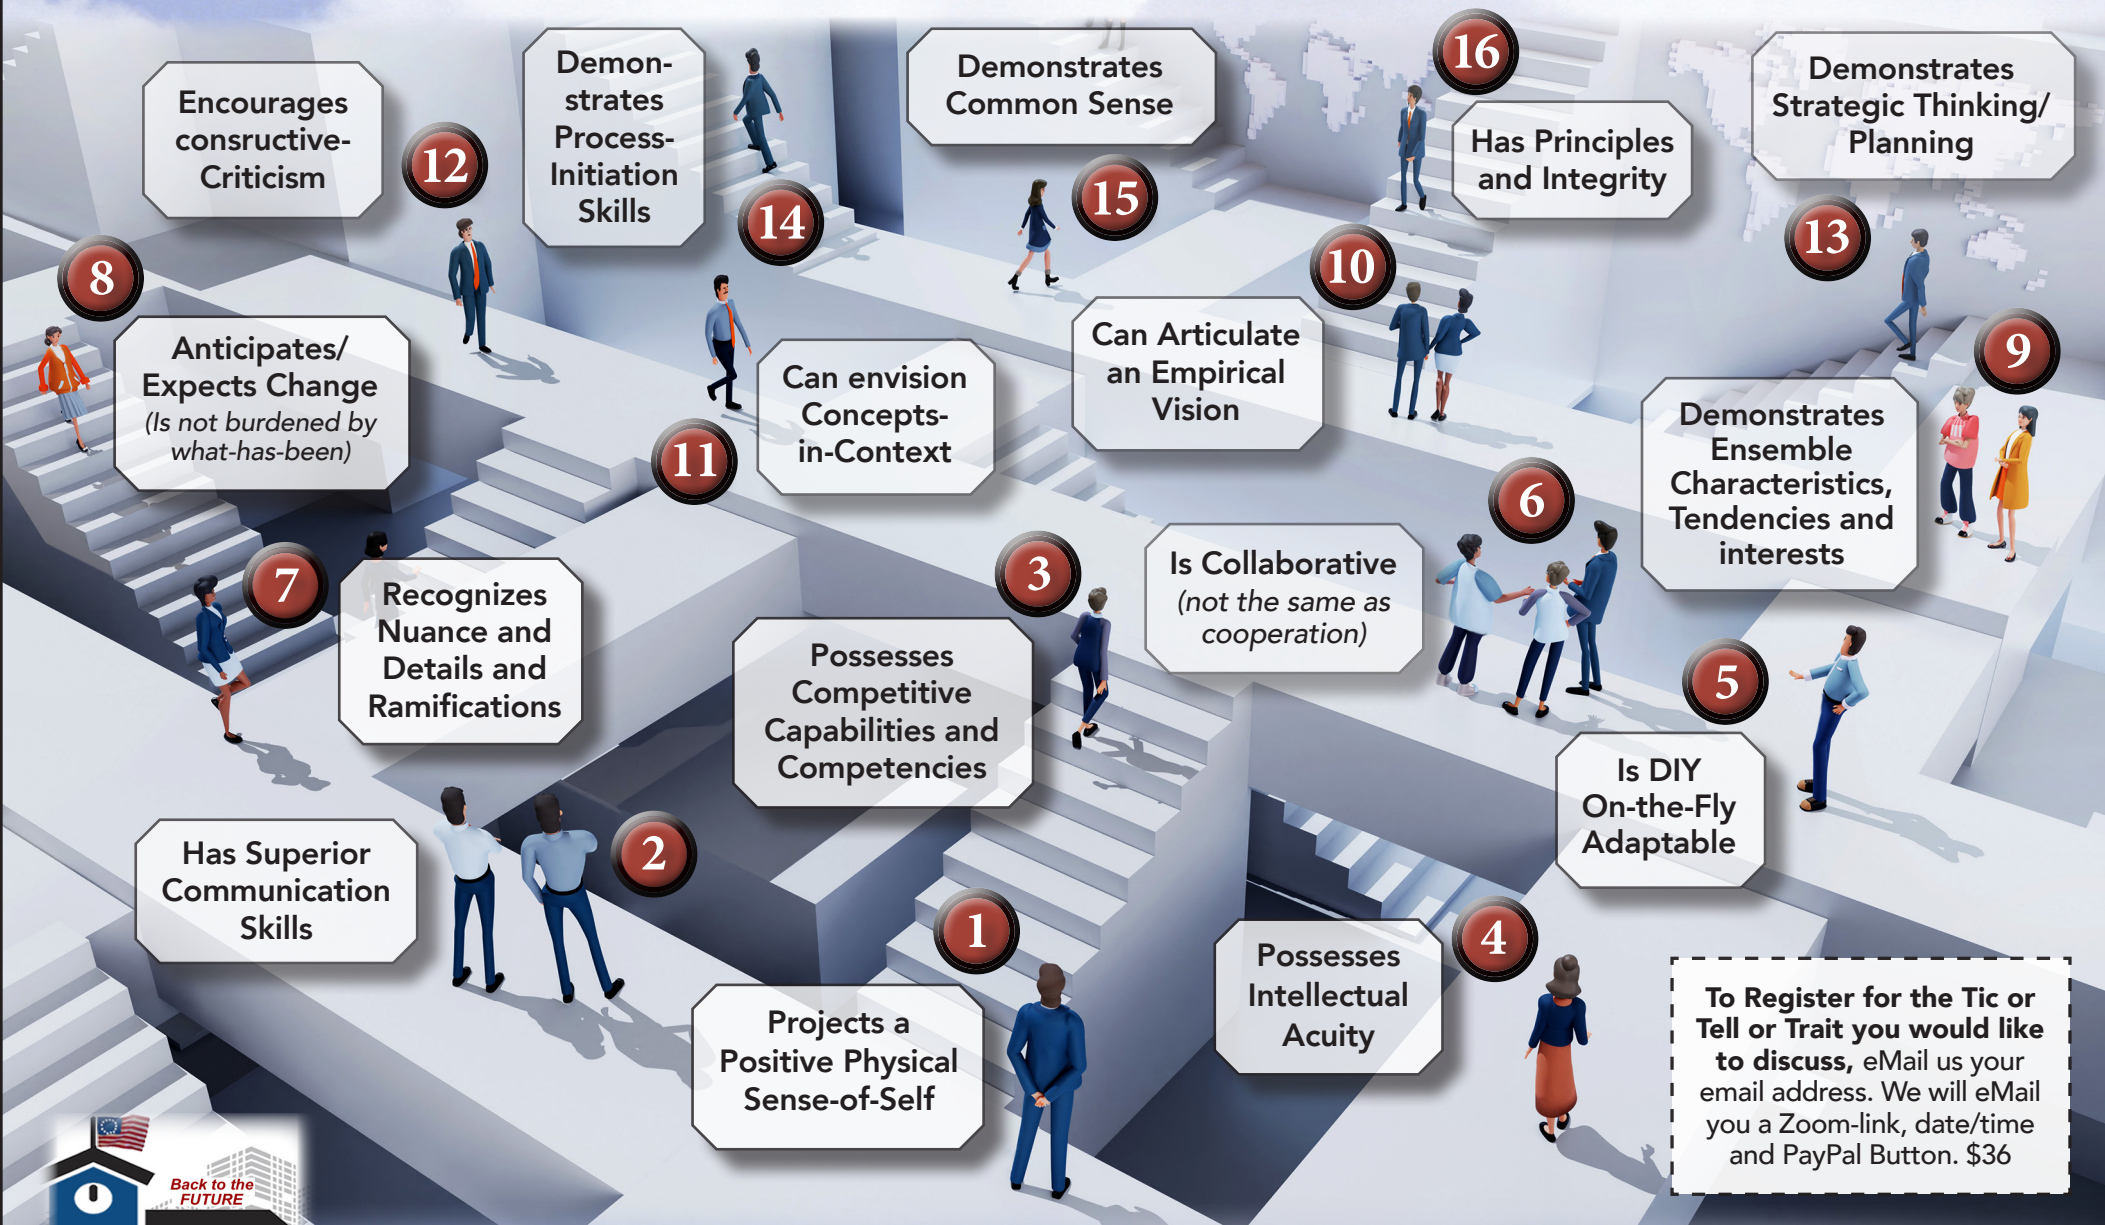 Encourages
consructive-
Criticism
12
Demon-
strates
Process-
Initiation
Skills
14
Demonstrates
Common Sense
15
16
Has Principles
and Integrity
Demonstrates
Strategic Thinking/
Planning
13
8
Anticipates/
Expects Change
(Is not burdened by
what-has-been)
11
Can envision
Concepts-
in-Context
10
Can Articulate
an Empirical
Vision
9
Demonstrates
Ensemble
Characteristics,
Tendencies and
interests
7
Recognizes
Nuance and
Details and
Ramifications
3
Possesses
Competitive
Capabilities and
Competencies
6
Is Collaborative
(not the same as
cooperation)
5
Is DIY
On-the-Fly
Adaptable
Has Superior
Communication
Skills
2
1
Projects a
Positive Physical
Sense-of-Self
4
Possesses
Intellectual
Acuity
To Register for the Tic or
Tell or Trait you would like
to discuss, eMail us your
email address. We will eMail
you a Zoom-link, date/time
and PayPal Button. $36
Back to the
FUTURE